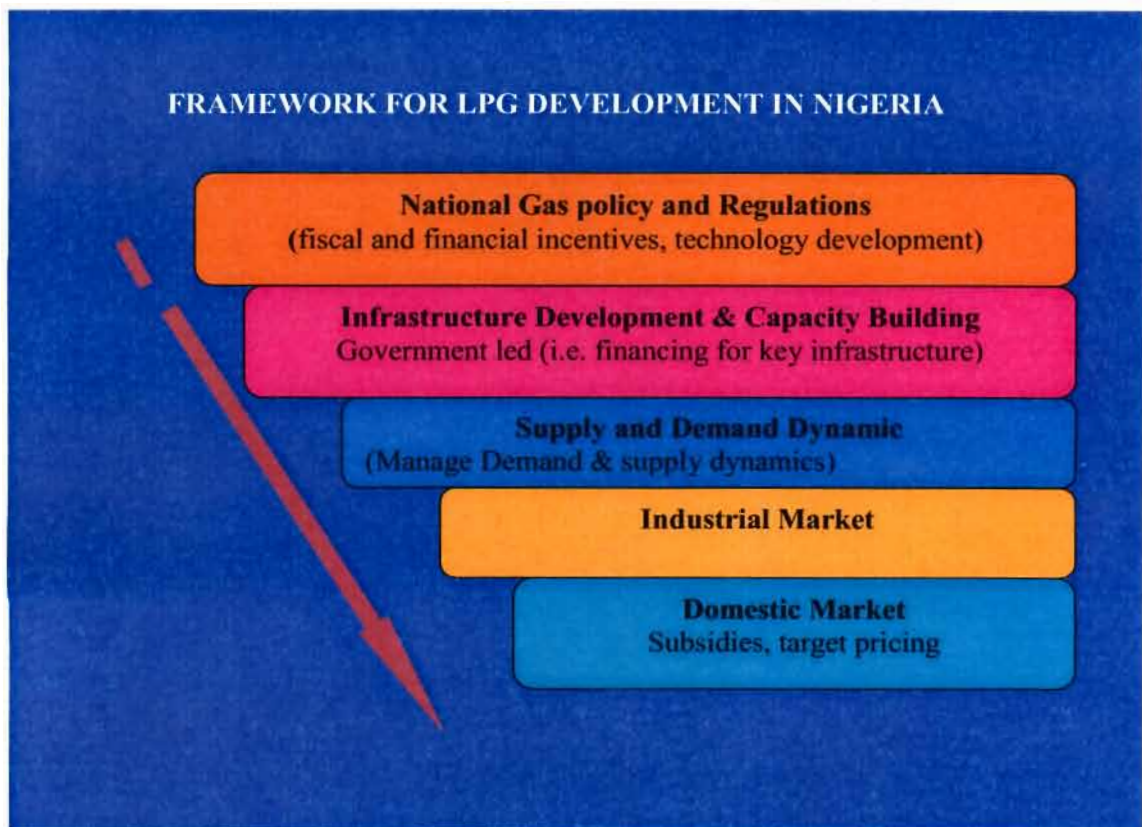 FRAMEWORK FOR LPG DEVELOPMENT IN NIGERIA
National Gas policy and Regulations
(fiscal and financial incentives, technology development)
Infrastructure Development & Capacity Building
Government led (i.e. financing for key infrastructure)
Supply and Demand Dynamic
(Manage Demand & supply dynamics)
Industrial Market
Domestic Market
Subsidies, target pricing